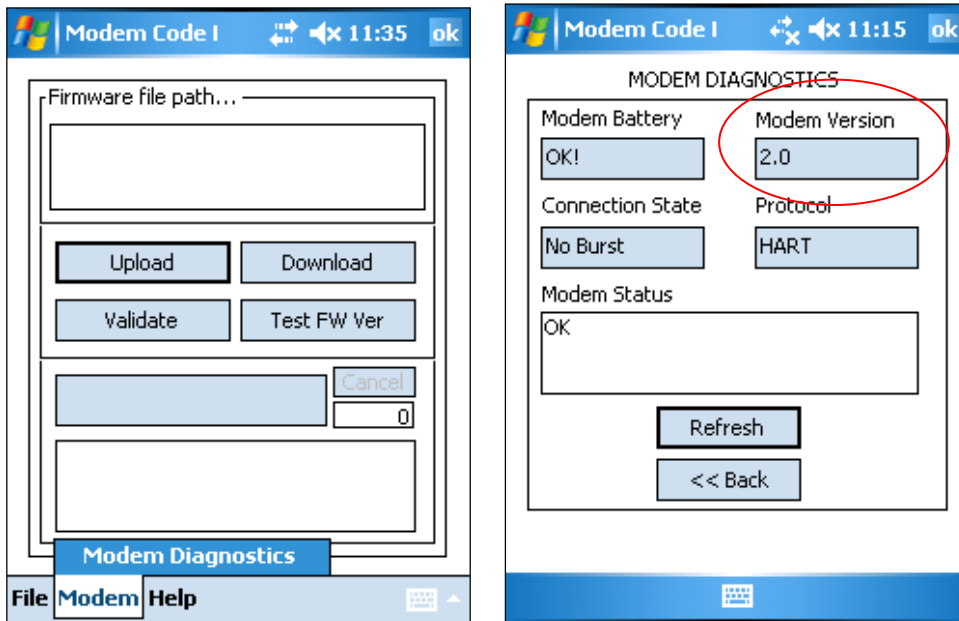 Modem Code I 11:35 ok
Firmware file path...
Upload Download
Validate Test FW Ver
Cancel
0
Modem Diagnostics
File Modem Help
Modem Code I 11:15 ok
MODEM DIAGNOSTICS
Modem Battery Modem Version
OK! 2.0
Connection State Protocol
No Burst HART
Modem Status
OK
Refresh
<< Back